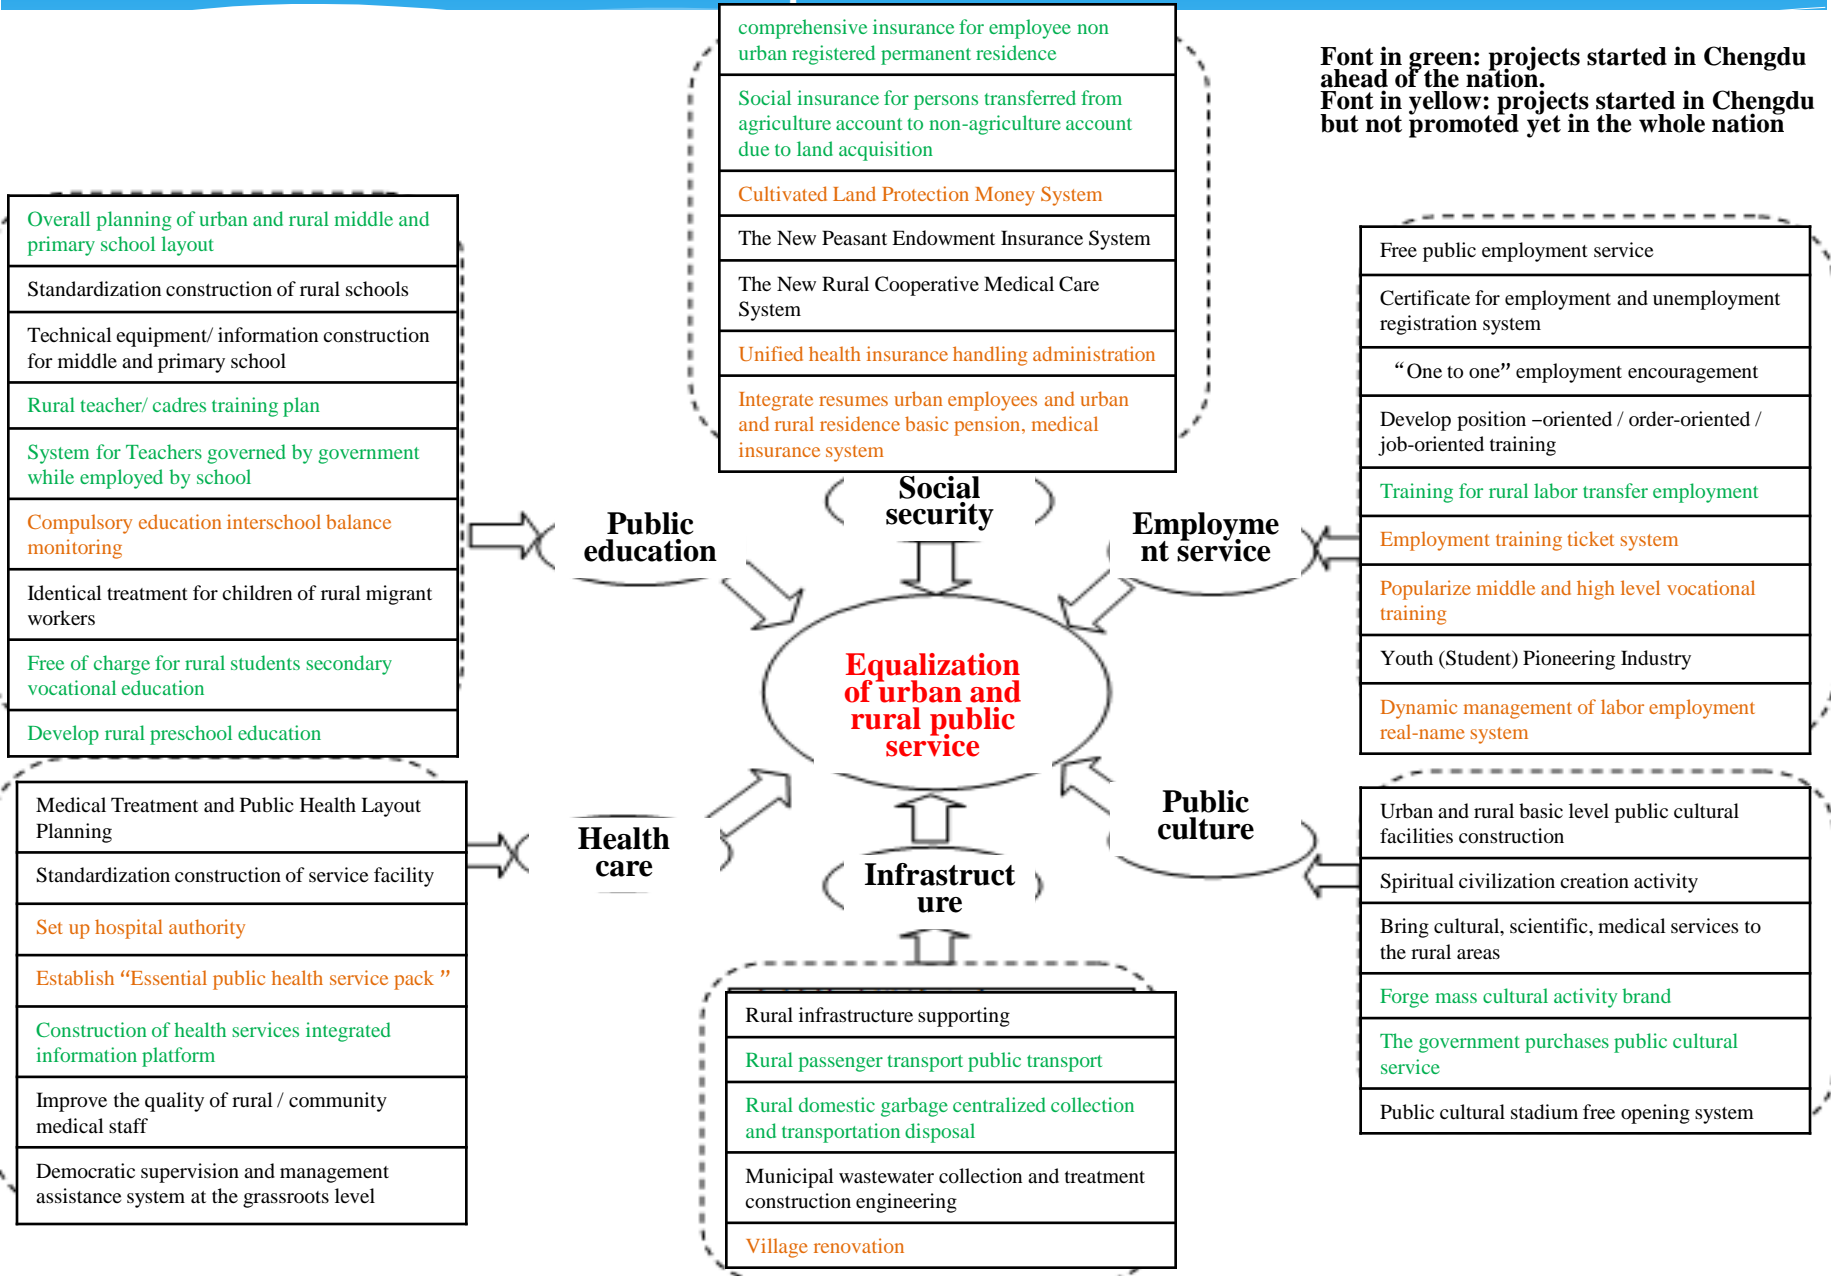 comprehensive insurance for employee non
urban registered permanent residence
Social insurance for persons transferred from
agriculture account to non-agriculture account
due to land acquisition
Cultivated Land Protection Money System
The New Peasant Endowment Insurance System
The New Rural Cooperative Medical Care
System
Unified health insurance handling administration
Integrate resumes urban employees and urban
and rural residence basic pension, medical
insurance system
Font in green: projects started in Chengdu
ahead of the nation.
Font in yellow: projects started in Chengdu
but not promoted yet in the whole nation
Overall planning of urban and rural middle and
primary school layout
Standardization construction of rural schools
Technical equipment/ information construction
for middle and primary school
Rural teacher/ cadres training plan
System for Teachers governed by government
while employed by school
Compulsory education interschool balance
monitoring
Identical treatment for children of rural migrant
workers
Free of charge for rural students secondary
vocational education
Develop rural preschool education
Free public employment service
Certificate for employment and unemployment
registration system
“One to one” employment encouragement
Develop position –oriented / order-oriented /
job-oriented training
Training for rural labor transfer employment
Employment training ticket system
Popularize middle and high level vocational
training
Youth (Student) Pioneering Industry
Dynamic management of labor employment
real-name system
Social
security
Public
education
Employme
nt service
Equalization
of urban and
rural public
service
Health
care
Infrastruct
ure
Public
culture
Medical Treatment and Public Health Layout
Planning
Standardization construction of service facility
Set up hospital authority
Establish “Essential public health service pack ”
Construction of health services integrated
information platform
Improve the quality of rural / community
medical staff
Democratic supervision and management
assistance system at the grassroots level
Rural infrastructure supporting
Rural passenger transport public transport
Rural domestic garbage centralized collection
and transportation disposal
Municipal wastewater collection and treatment
construction engineering
Village renovation
Urban and rural basic level public cultural
facilities construction
Spiritual civilization creation activity
Bring cultural, scientific, medical services to
the rural areas
Forge mass cultural activity brand
The government purchases public cultural
service
Public cultural stadium free opening system